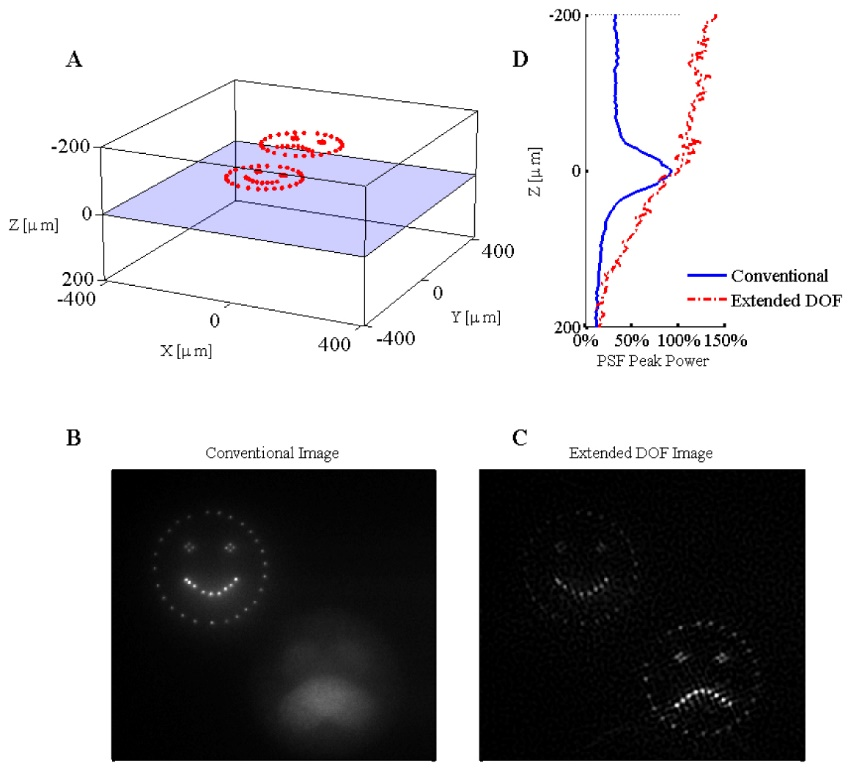 A
-200
0
200
Z [μm]
-400
0
400
X [μm]
-400
0
400
Y [μm]
D
-200
0
200
Z [μm]
0% 50% 100% 150%
PSF Peak Power
Conventional
Extended DOF
B
Conventional Image
C
Extended DOF Image